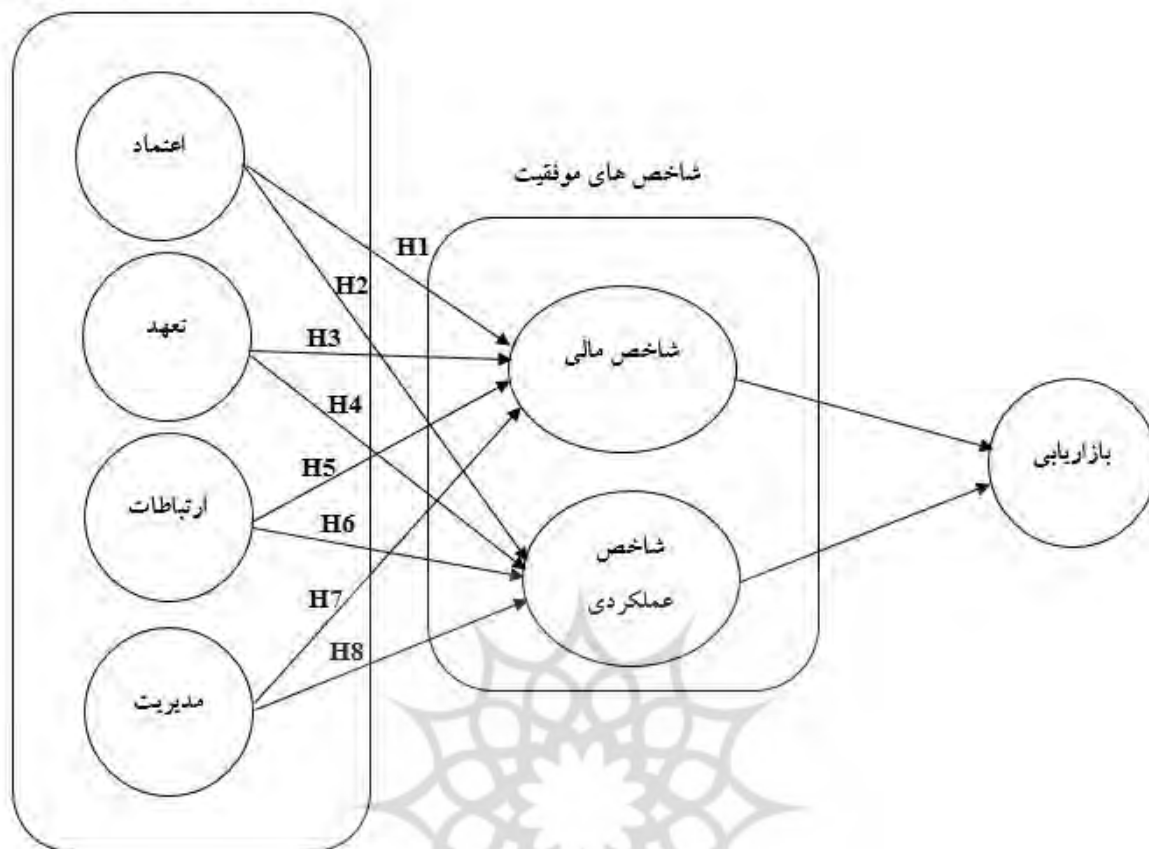 شاخص های موفقیت
اعتماد
تعهد
ارتباطات
مدیریت
H1
H2
H3
H4
H5
H6
H7
H8
شاخص مالی
شاخص
عملکردی
بازاریابی